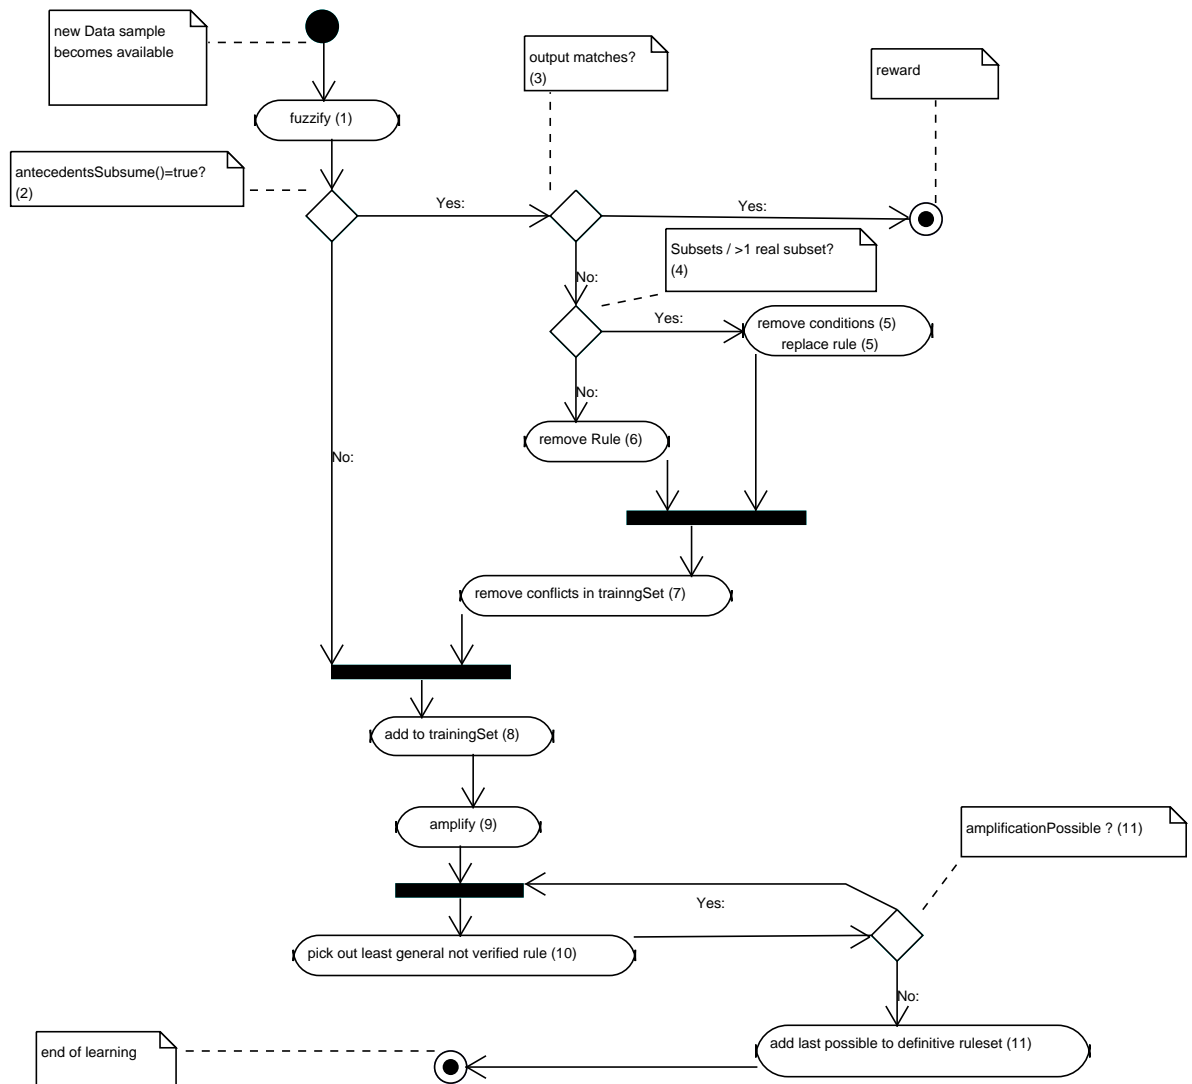 new Data sample
becomes available
output matches?
(3)
reward
fuzzify (1)
antecedentsSubsume()=true?
(2)
Yes:
Yes:
Subsets / >1 real subset?
(4)
No:
Yes:
remove conditions (5)
replace rule (5)
No:
remove Rule (6)
No:
remove conflicts in trainngSet (7)
add to trainingSet (8)
amplify (9)
amplificationPossible ? (11)
Yes:
pick out least general not verified rule (10)
No:
add last possible to definitive ruleset (11)
end of learning